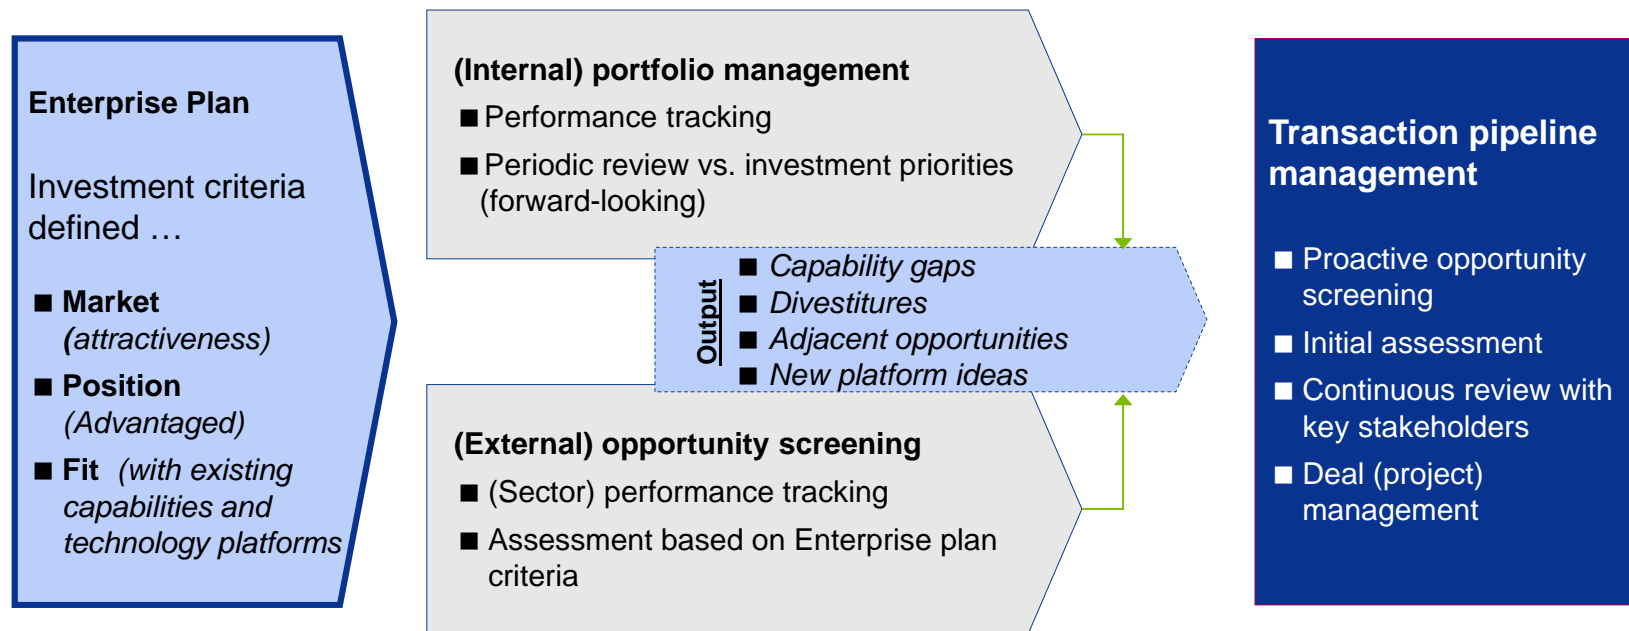 Enterprise Plan
Investment criteria
defined …
■ Market
(attractiveness)
■ Position
(Advantaged)
■ Fit (with existing
capabilities and
technology platforms
(Internal) portfolio management
■ Performance tracking
■ Periodic review vs. investment priorities
(forward-looking)
Output
■ Capability gaps
■ Divestitures
■ Adjacent opportunities
■ New platform ideas
(External) opportunity screening
■ (Sector) performance tracking
■ Assessment based on Enterprise plan
criteria
Transaction pipeline
management
■ Proactive opportunity
screening
■ Initial assessment
■ Continuous review with
key stakeholders
■ Deal (project)
management